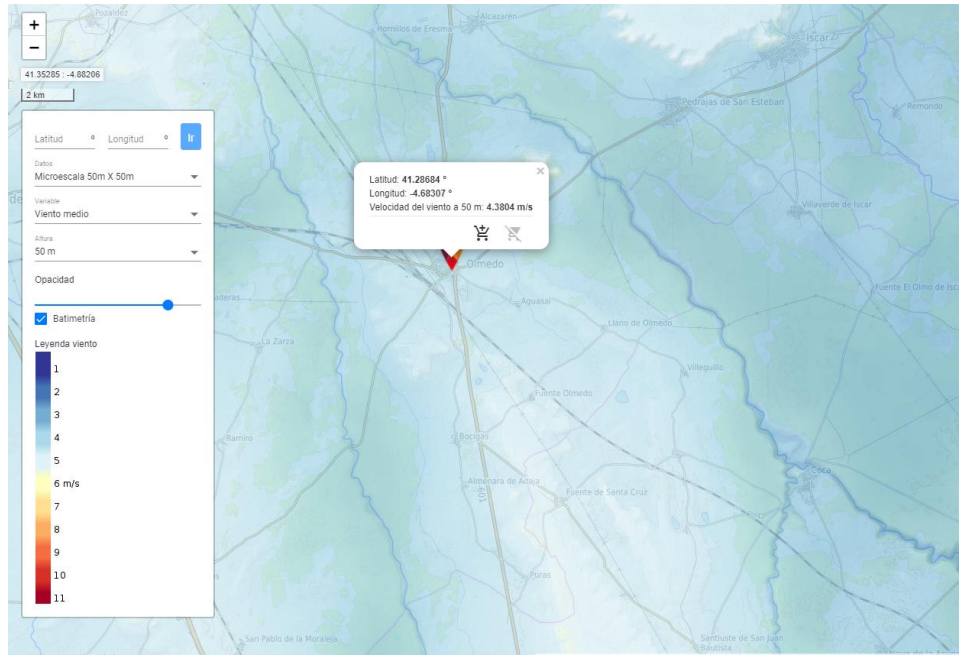 Puzaldez
Alcazarén
Hornillos de Eresma
+
−
Iscar
41.35285 : -4.88206
2 km
Pedrajas de San Esteban
Remondo
Latitud º Longitud º Ir
Datos
Microescala 50m X 50m
Variable
Viento medio
Altura
50 m
Opacidad
Batimetría
Leyenda viento
1
2
3
4
5
6 m/s
7
8
9
10
11
×
Latitud: 41.28684 º
Longitud: -4.68307 º
Velocidad del viento a 50 m: 4.3804 m/s
Villaverde de Iscar
Olmedo
Fuente El Olmo de Isc
Aguasal
Llano de Olmedo
La Zarza
Villeguillo
Fuente Olmedo
Ramiro
Bocigas
Coca
Almenara de Adaja
601
Fuente de Santa Cruz
Puras
San Pablo de la Moraleja
Santiuste de San Juan
Bautista